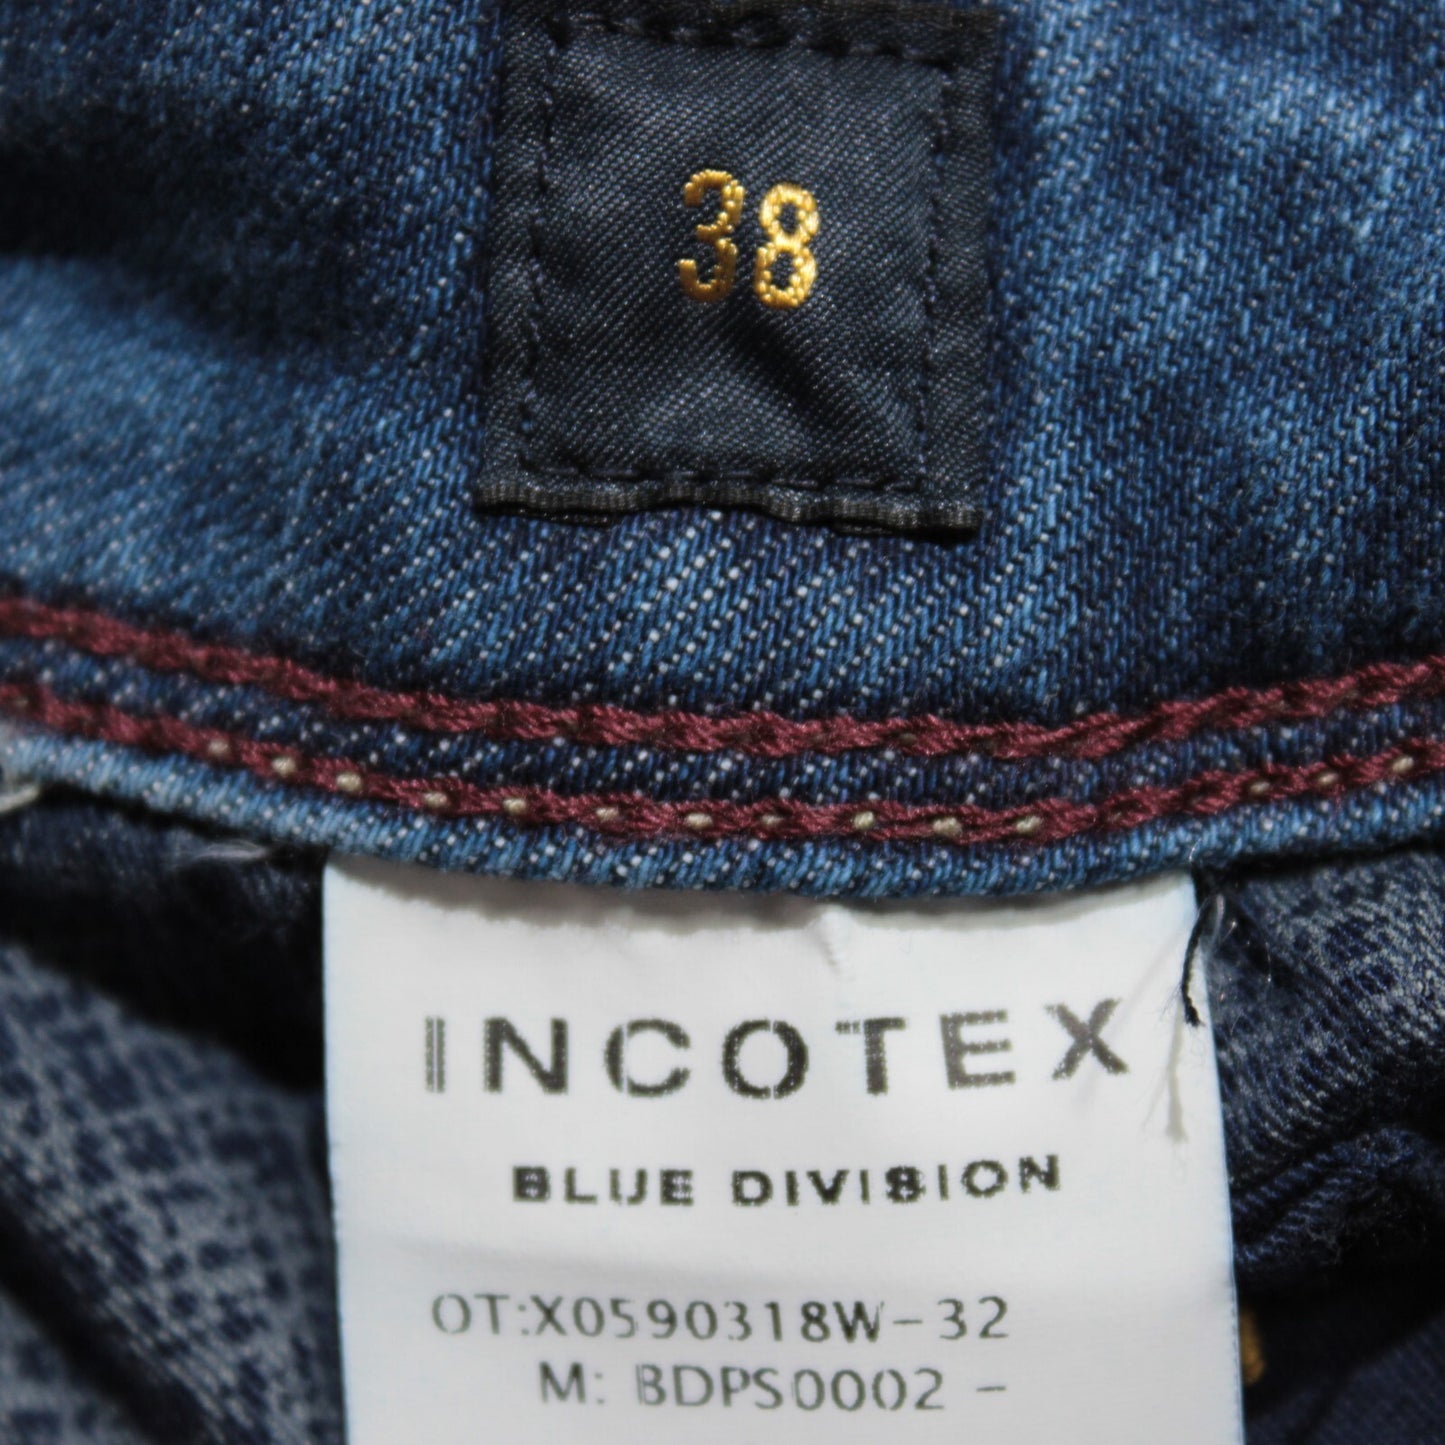 38
INCOTEX
BLUE DIVISION
OT:X0590318W-32
M: BDPS0002 -